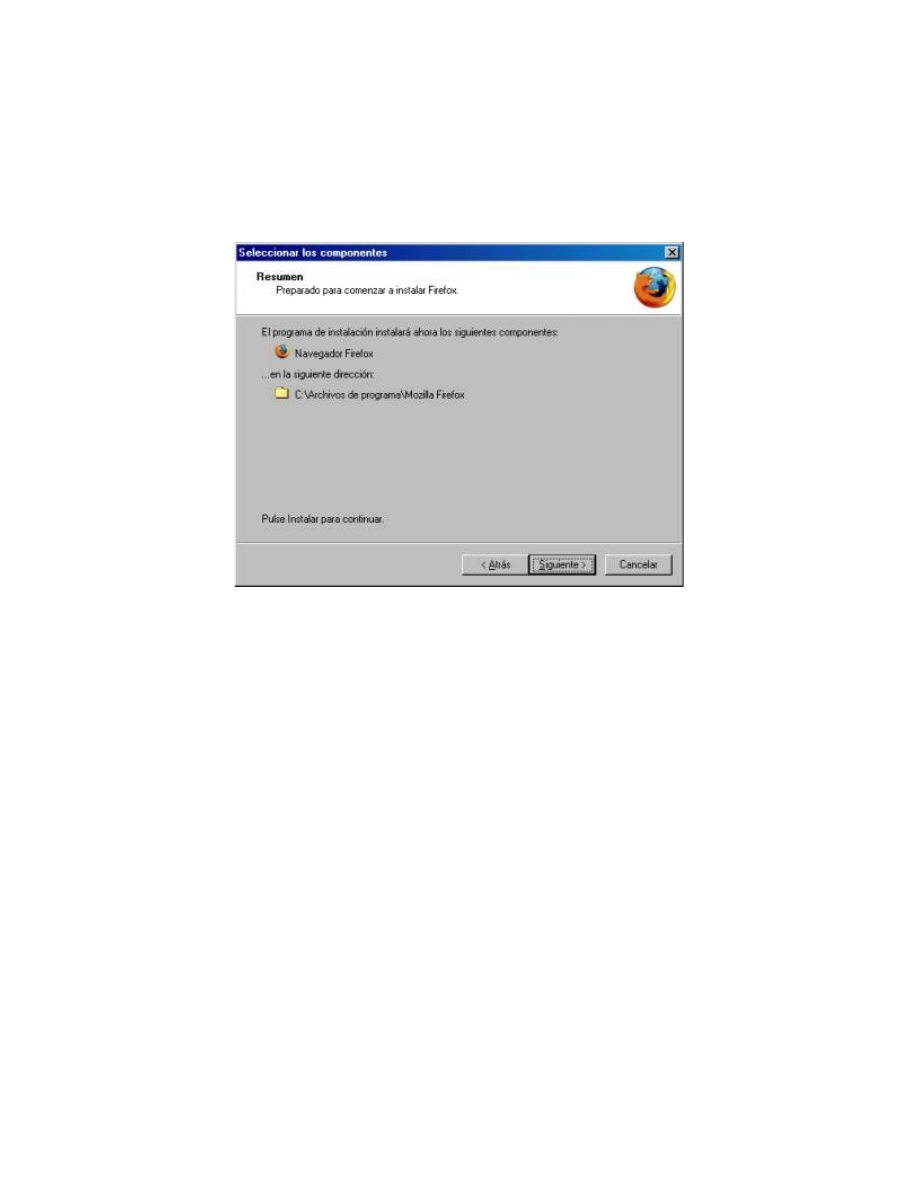 Seleccionar los componentes
Resumen
Preparado para comenzar a instalar Firefox.
El programa de instalación instalará ahora los siguientes componentes:
Navegador Firefox
...en la siguiente dirección:
C:\Archivos de programa\Mozilla Firefox
Pulse Instalar para continuar.
< Atrás Siguiente > Cancelar